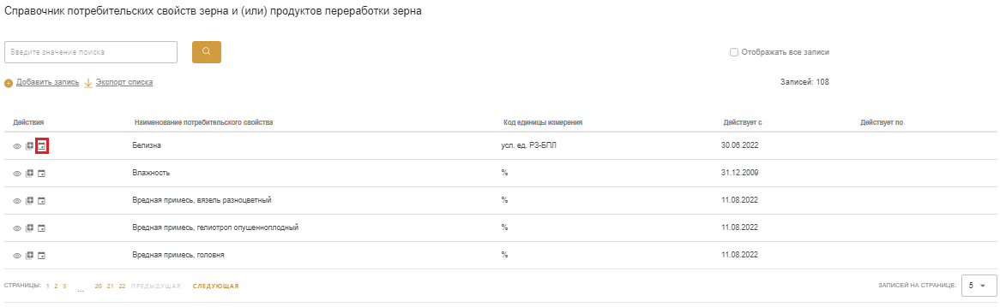 Справочник потребительских свойств зерна и (или) продуктов переработки зерна
Введите значение поиска
Отображать все записи
Добавить запись Экспорт списка Записей: 108
Действия Наименование потребительского свойства Код единицы измерения Действует с Действует по
Белизна усл. ед. РЗ-БПЛ 30.06.2022
Влажность % 31.12.2009
Вредная примесь, вязель разноцветный % 11.08.2022
Вредная примесь, гелиотроп опушенноплодный % 11.08.2022
Вредная примесь, головня % 11.08.2022
СТРАНИЦЫ: 1 2 3 ... 20 21 22 ПРЕДЫДУЩАЯ СЛЕДУЮЩАЯ ЗАПИСЕЙ НА СТРАНИЦЕ: 5